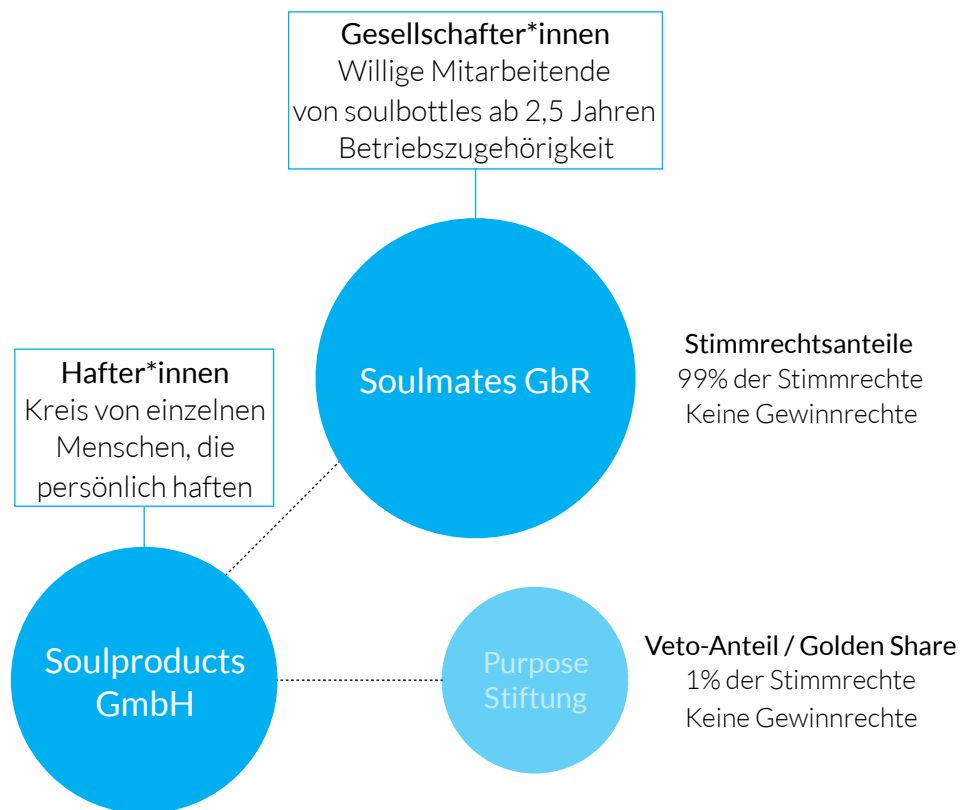 Gesellschafter*innen
Willige Mitarbeitende
von soulbottles ab 2,5 Jahren
Betriebszugehörigkeit
Soulmates GbR
Stimmrechtsanteile
99% der Stimmrechte
Keine Gewinnrechte
Hafter*innen
Kreis von einzelnen
Menschen, die
persönlich haften
Soulproducts
GmbH
Purpose
Stiftung
Veto-Anteil / Golden Share
1% der Stimmrechte
Keine Gewinnrechte